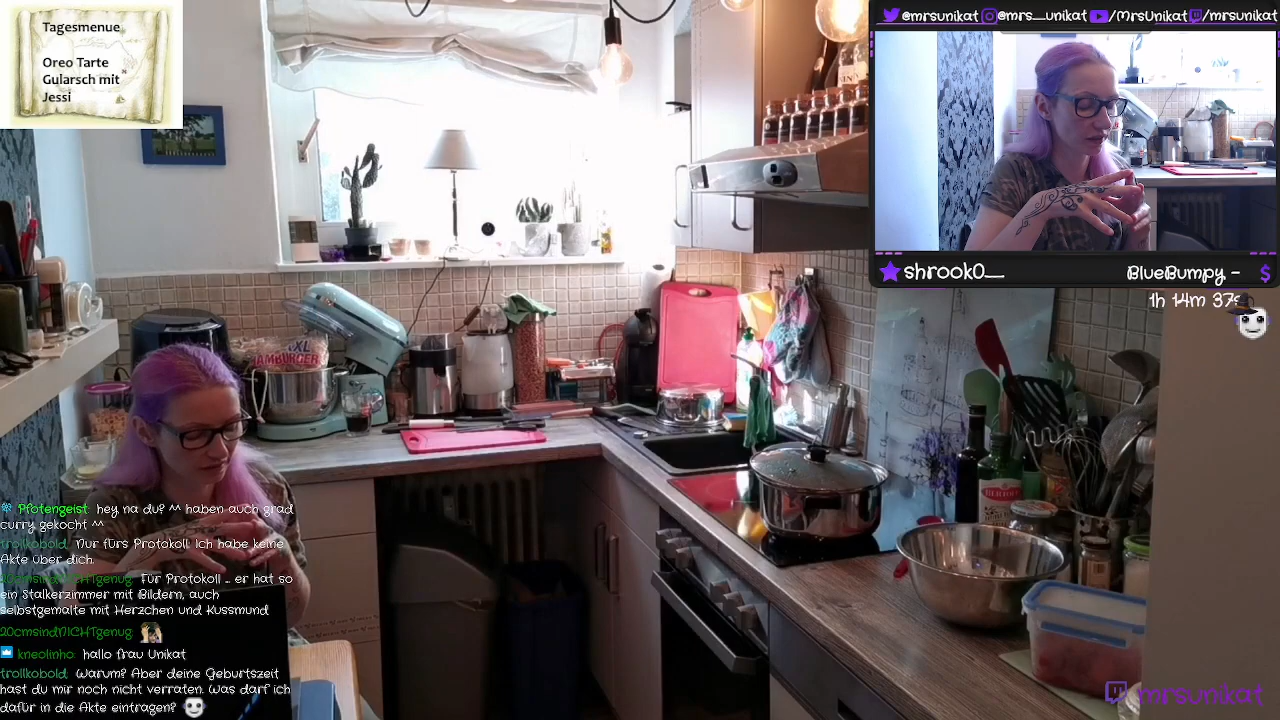 Tagesmenue
Oreo Tarte
Gularsch mit
Jessi
@mrsunikat @mrs__unikat /MrsUnikat /mrsunikat
shrook0__ BlueBumpy -
1h 14m 37s
XXL
HAMBURGER
BERTOLLI
Pfotengeist: hey na du? ^^ haben auch grad
curry gekocht ^^
trollkobold: Nur fürs Protokoll: Ich habe keine
Akte über dich.
20cmsindNICHTgenug: für Protokoll .. er hat so
ein Stalkerzimmer mit Bildern, auch
selbstgemalte mit Herzchen und Kussmund
20cmsindNICHTgenug:
kneolinho: hallo frau Unikat
trollkobold: Warum? Aber deine Geburtszeit
hast du mir noch nicht verraten. Was darf ich
dafür in die Akte eintragen?
mrsunikat